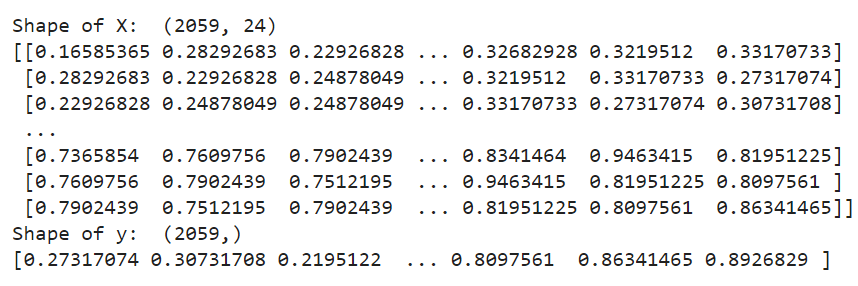 Shape of X:  (2059, 24)
[[0.16585365 0.28292683 0.22926828 ... 0.32682928 0.3219512  0.33170733]
 [0.28292683 0.22926828 0.24878049 ... 0.3219512  0.33170733 0.27317074]
 [0.22926828 0.24878049 0.24878049 ... 0.33170733 0.27317074 0.30731708]
 ...
 [0.7365854  0.7609756  0.7902439  ... 0.8341464  0.9463415  0.81951225]
 [0.7609756  0.7902439  0.7512195  ... 0.9463415  0.81951225 0.8097561 ]
 [0.7902439  0.7512195  0.7902439  ... 0.81951225 0.8097561  0.86341465]]
Shape of y:  (2059,)
[0.27317074 0.30731708 0.2195122  ... 0.8097561  0.86341465 0.8926829 ]